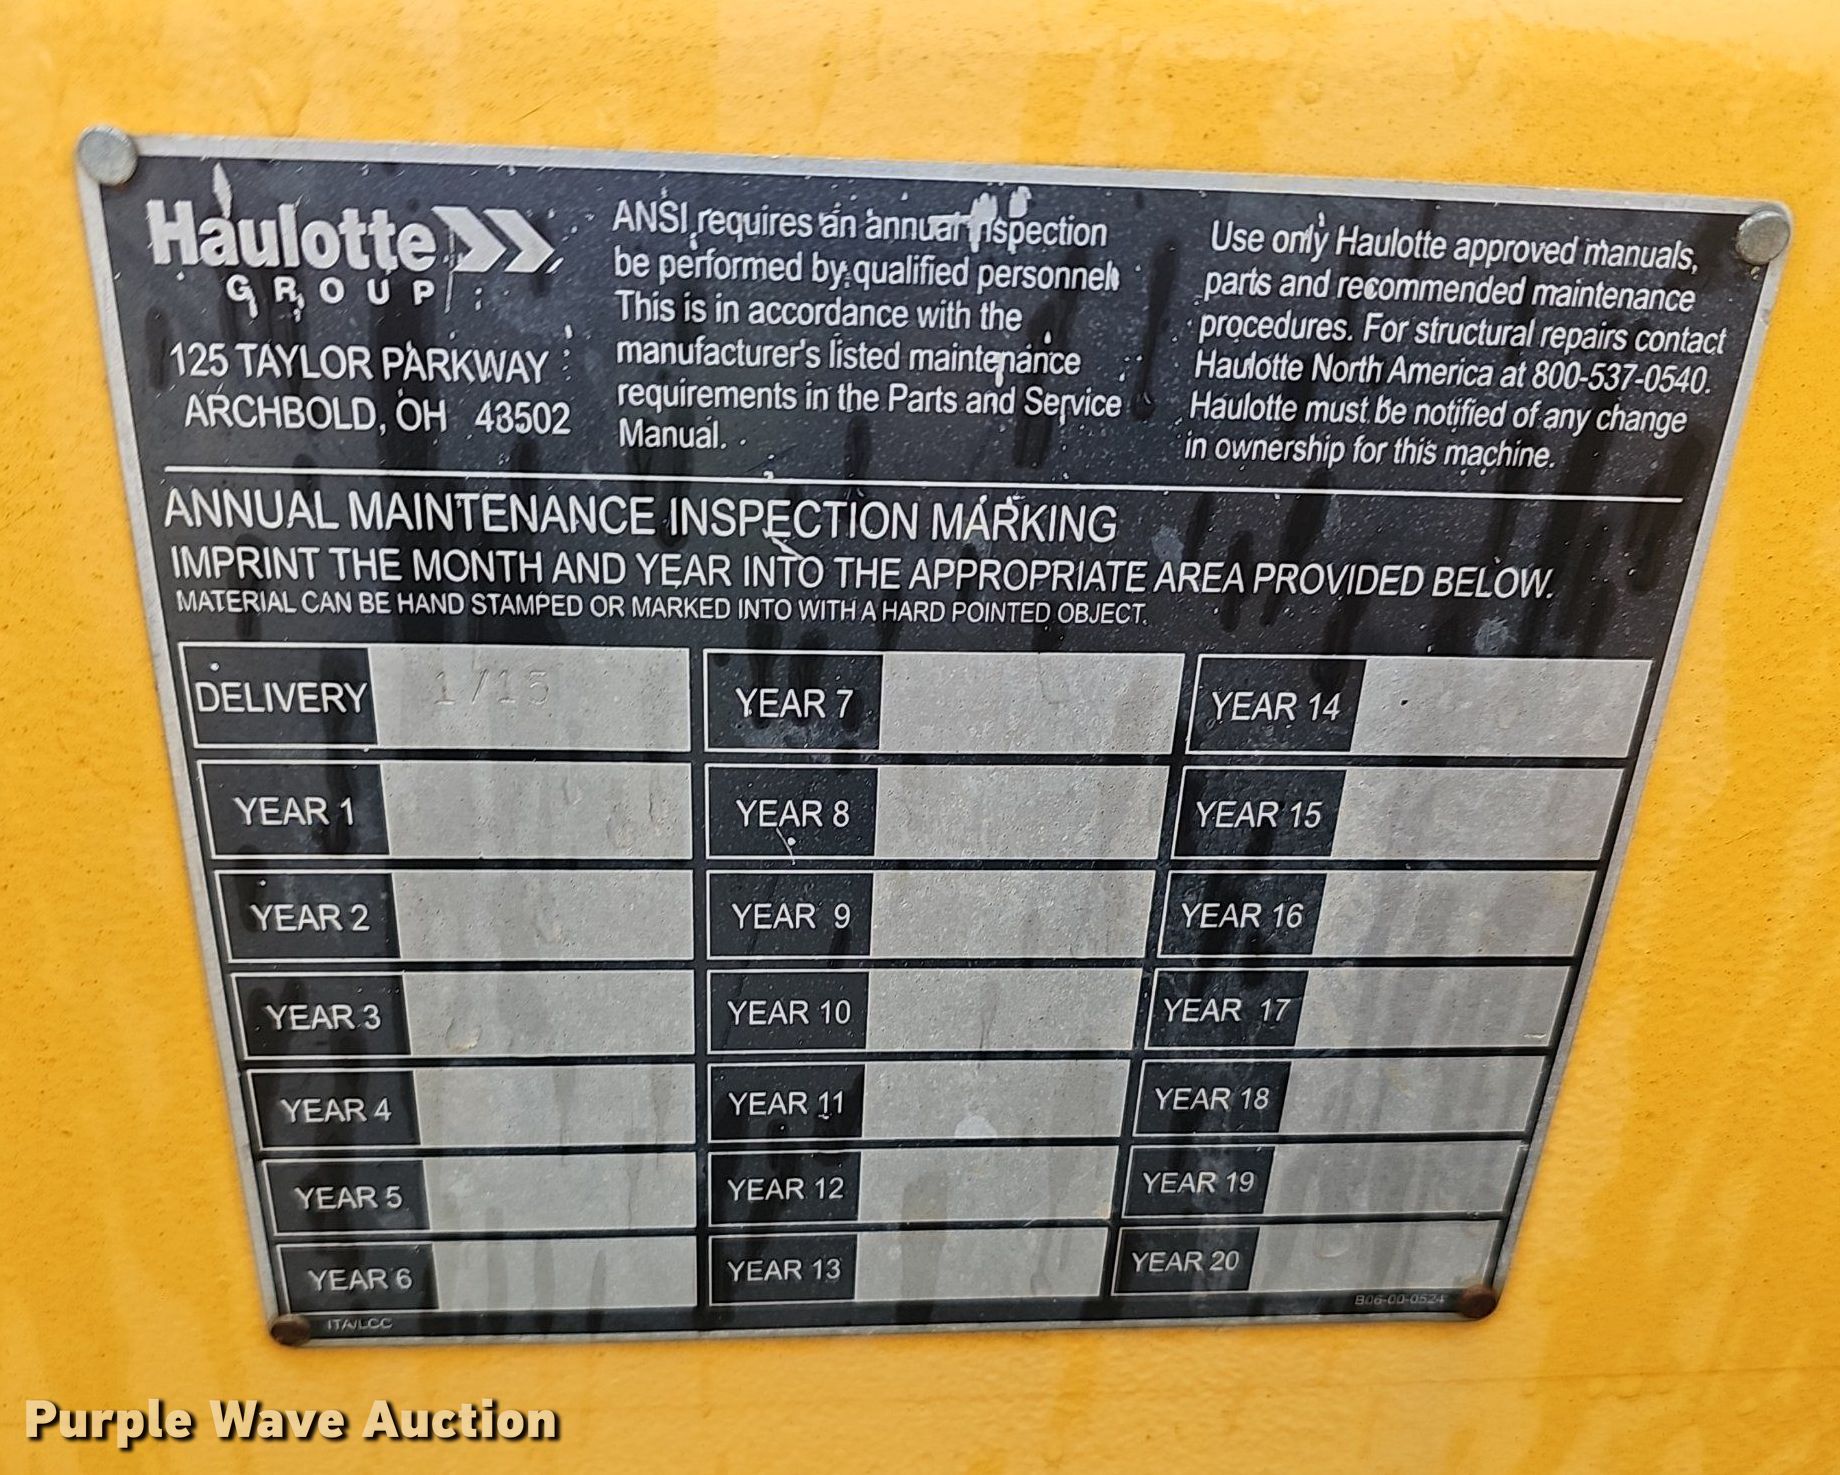 Haulotte
GROUP
125 TAYLOR PARKWAY
ARCHBOLD, OH 43502
ANSI requires an annual inspection
be performed by qualified personnel.
This is in accordance with the
manufacturer's listed maintenance
requirements in the Parts and Service
Manual.
Use only Haulotte approved manuals,
parts and recommended maintenance
procedures. For structural repairs contact
Haulotte North America at 800-537-0540.
Haulotte must be notified of any change
in ownership for this machine.
ANNUAL MAINTENANCE INSPECTION MARKING
IMPRINT THE MONTH AND YEAR INTO THE APPROPRIATE AREA PROVIDED BELOW.
MATERIAL CAN BE HAND STAMPED OR MARKED INTO WITH A HARD POINTED OBJECT.
DELIVERY 1/15
YEAR 1
YEAR 2
YEAR 3
YEAR 4
YEAR 5
YEAR 6
YEAR 7
YEAR 8
YEAR 9
YEAR 10
YEAR 11
YEAR 12
YEAR 13
YEAR 14
YEAR 15
YEAR 16
YEAR 17
YEAR 18
YEAR 19
YEAR 20
ITA/LCC
B06-00-0524
Purple Wave Auction